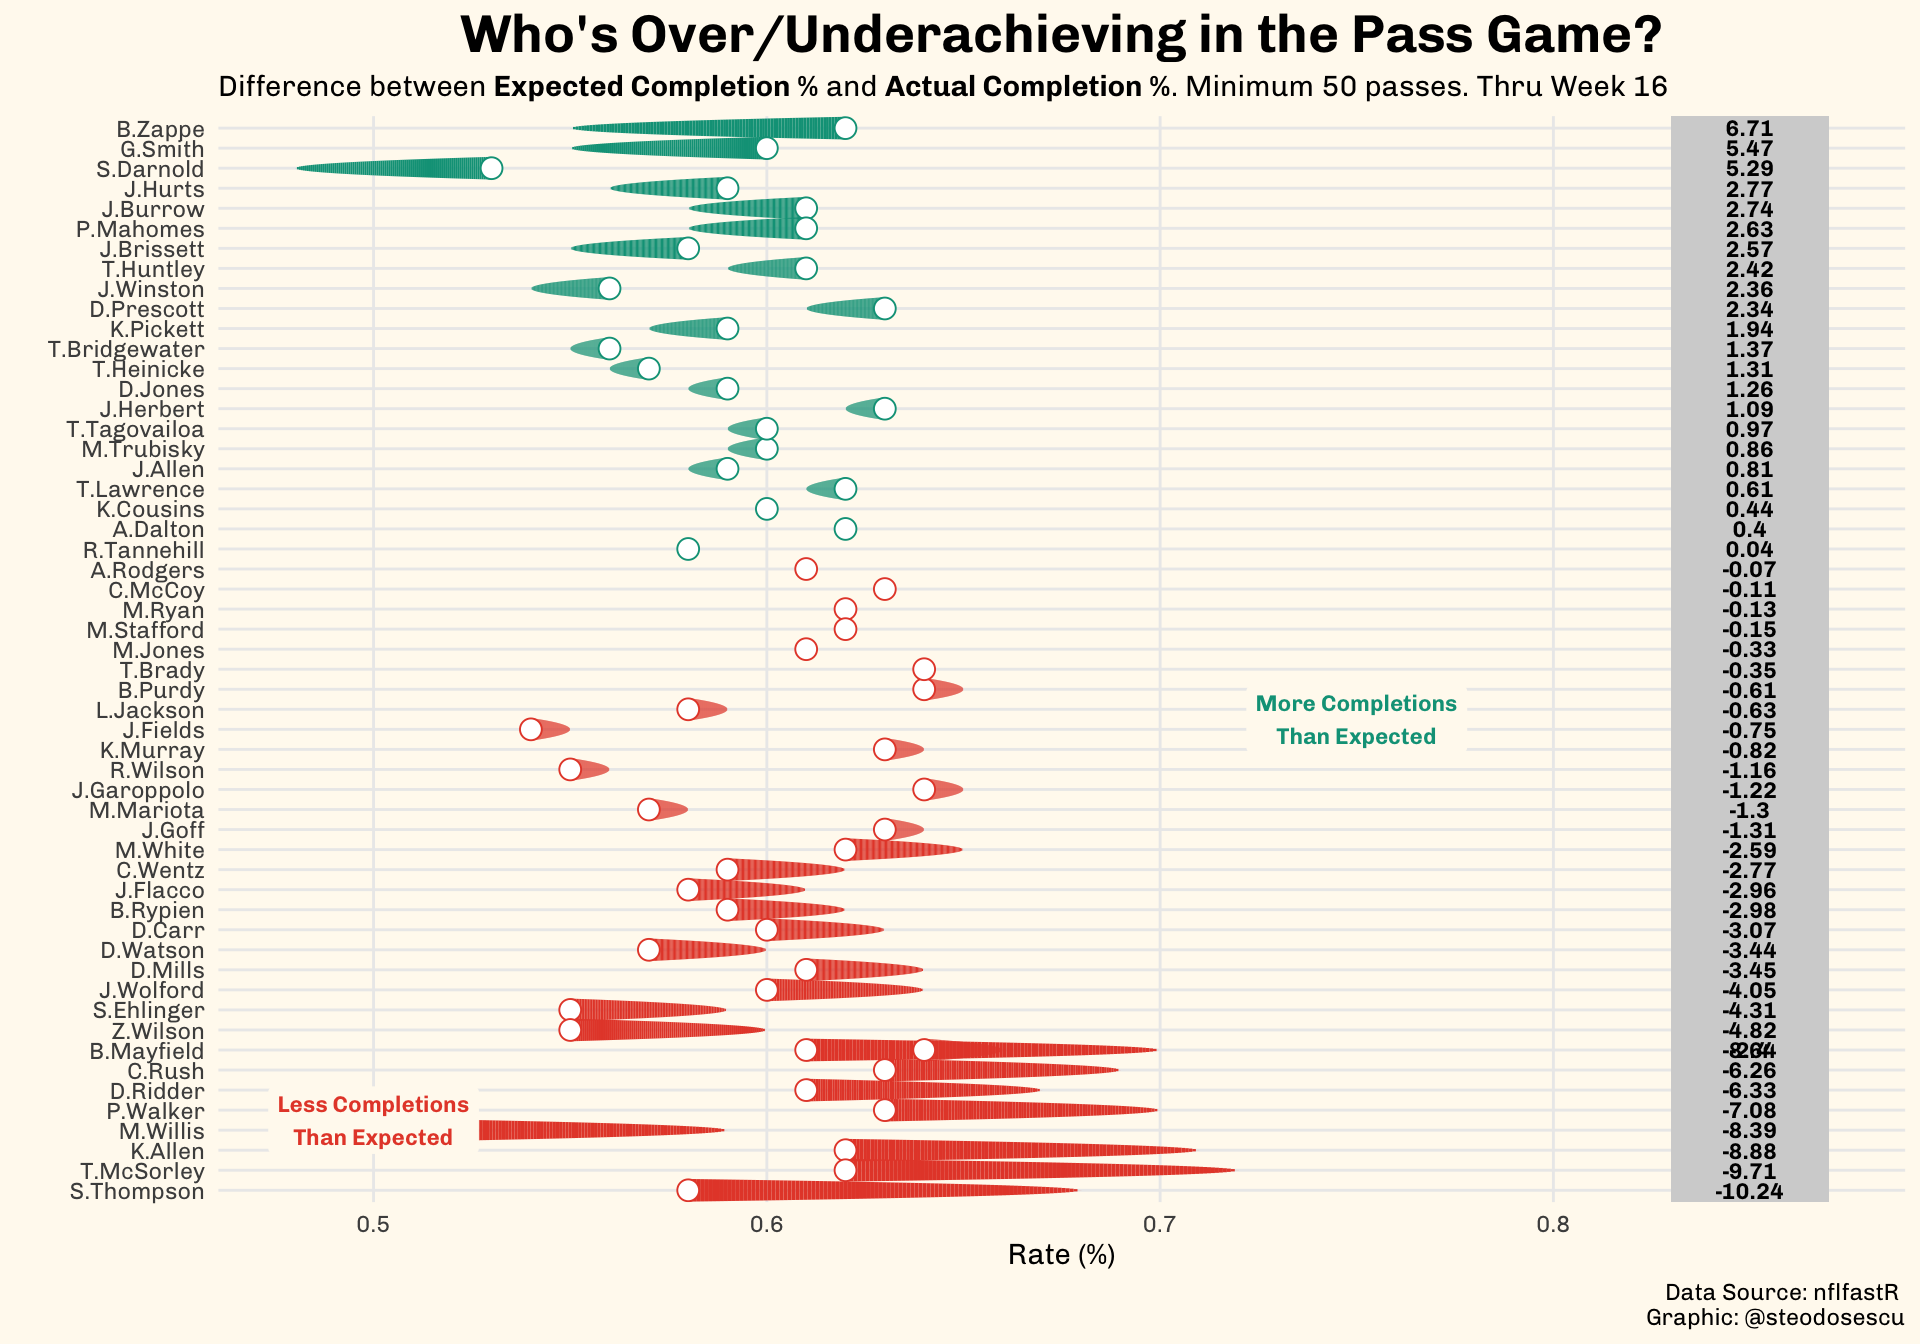 Who's Over/Underachieving in the Pass Game?
Difference between Expected Completion % and Actual Completion %. Minimum 50 passes. Thru Week 16
B.Zappe 6.71
G.Smith 5.47
S.Darnold 5.29
J.Hurts 2.77
J.Burrow 2.74
P.Mahomes 2.63
J.Brissett 2.57
T.Huntley 2.42
J.Winston 2.36
D.Prescott 2.34
K.Pickett 1.94
T.Bridgewater 1.37
T.Heinicke 1.31
D.Jones 1.26
J.Herbert 1.09
T.Tagovailoa 0.97
M.Trubisky 0.86
J.Allen 0.81
T.Lawrence 0.61
K.Cousins 0.44
A.Dalton 0.4
R.Tannehill 0.04
A.Rodgers -0.07
C.McCoy -0.11
M.Ryan -0.13
M.Stafford -0.15
M.Jones -0.33
T.Brady -0.35
B.Purdy -0.61
L.Jackson -0.63
J.Fields -0.75
K.Murray -0.82
R.Wilson -1.16
J.Garoppolo -1.22
M.Mariota -1.3
J.Goff -1.31
M.White -2.59
C.Wentz -2.77
J.Flacco -2.96
B.Rypien -2.98
D.Carr -3.07
D.Watson -3.44
D.Mills -3.45
J.Wolford -4.05
S.Ehlinger -4.31
Z.Wilson -4.82
B.Mayfield
C.Rush -6.26
D.Ridder -6.33
P.Walker -7.08
M.Willis -8.39
K.Allen -8.88
T.McSorley -9.71
S.Thompson -10.24
More Completions
Than Expected
Less Completions
Than Expected
0.5 0.6 0.7 0.8
Rate (%)
Data Source: nflfastR
Graphic: @steodosescu